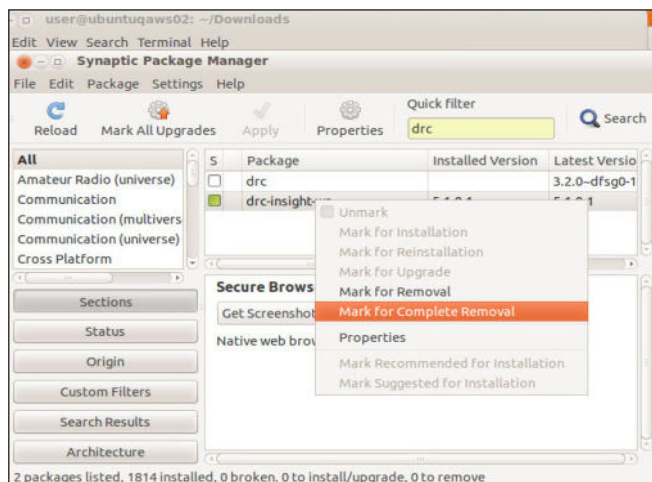 user@ubuntuqaws02: ~/Downloads
Edit View Search Terminal Help
Synaptic Package Manager
File Edit Package Settings Help
Quick filter
Reload Mark All Upgrades Apply Properties drc Search
All
Amateur Radio (universe)
Communication
Communication (multivers
Communication (universe)
Cross Platform
S Package Installed Version Latest Versio
drc 3.2.0~dfsg0-1
drc-insight-
Unmark
Mark for Installation
Mark for Reinstallation
Mark for Upgrade
Mark for Removal
Mark for Complete Removal
Properties
Mark Recommended for Installation
Mark Suggested for Installation
Secure Brows
Get Screenshot
Native web brow
Sections
Status
Origin
Custom Filters
Search Results
Architecture
2 packages listed, 1814 installed, 0 broken. 0 to install/upgrade, 0 to remove